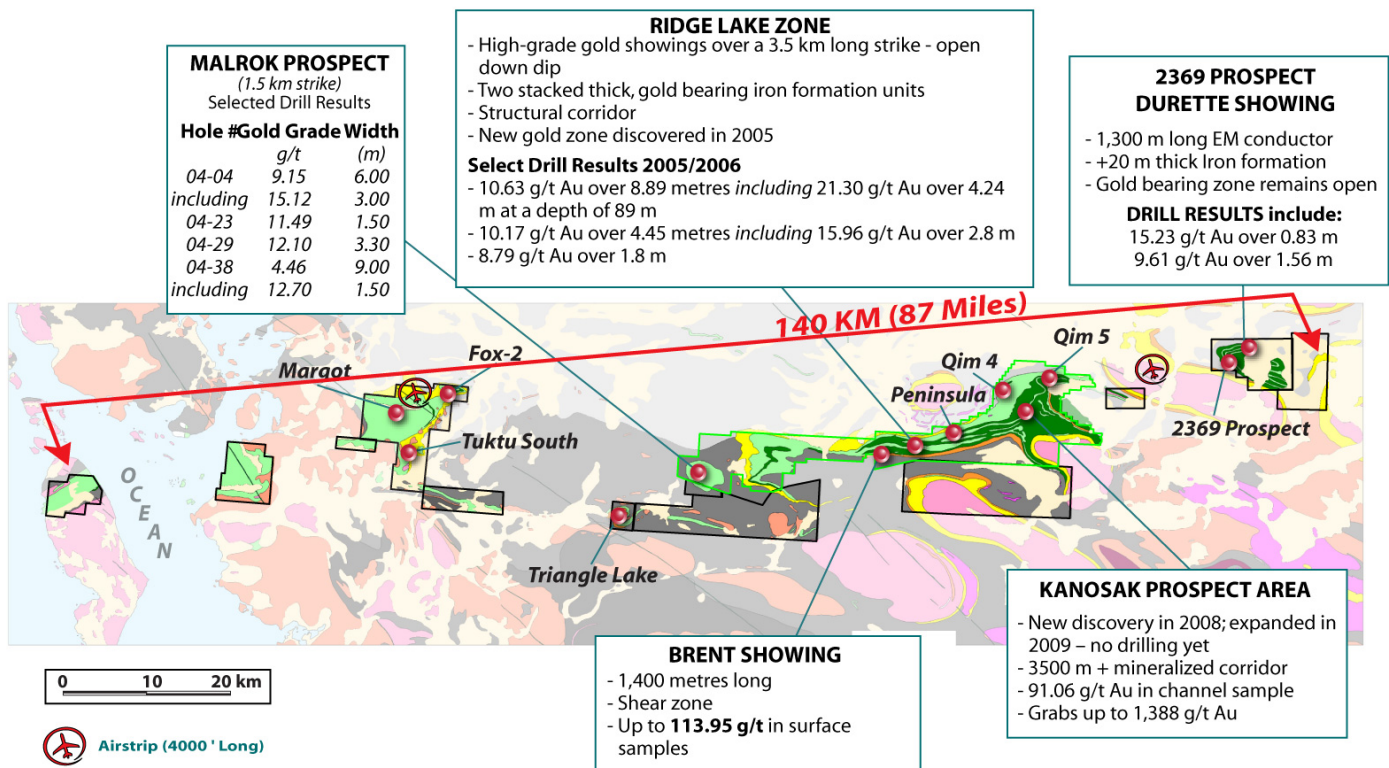 MALROK PROSPECT
(1.5 km strike)
Selected Drill Results
Hole # Gold Grade Width
g/t (m)
04-04 9.15 6.00
including 15.12 3.00
04-23 11.49 1.50
04-29 12.10 3.30
04-38 4.46 9.00
including 12.70 1.50
RIDGE LAKE ZONE
- High-grade gold showings over a 3.5 km long strike - open
down dip
- Two stacked thick, gold bearing iron formation units
- Structural corridor
- New gold zone discovered in 2005
Select Drill Results 2005/2006
- 10.63 g/t Au over 8.89 metres including 21.30 g/t Au over 4.24
m at a depth of 89 m
- 10.17 g/t Au over 4.45 metres including 15.96 g/t Au over 2.8 m
- 8.79 g/t Au over 1.8 m
2369 PROSPECT
DURETTE SHOWING
- 1,300 m long EM conductor
- +20 m thick Iron formation
- Gold bearing zone remains open
DRILL RESULTS include:
15.23 g/t Au over 0.83 m
9.61 g/t Au over 1.56 m
140 KM (87 Miles)
Margot
Fox-2
Tuktu South
Qim 4
Qim 5
Peninsula
2369 Prospect
OCEAN
Triangle Lake
BRENT SHOWING
- 1,400 metres long
- Shear zone
- Up to 113.95 g/t in surface
samples
KANOSAK PROSPECT AREA
- New discovery in 2008; expanded in
2009 – no drilling yet
- 3500 m + mineralized corridor
- 91.06 g/t Au in channel sample
- Grabs up to 1,388 g/t Au
0 10 20 km
Airstrip (4000 ' Long)